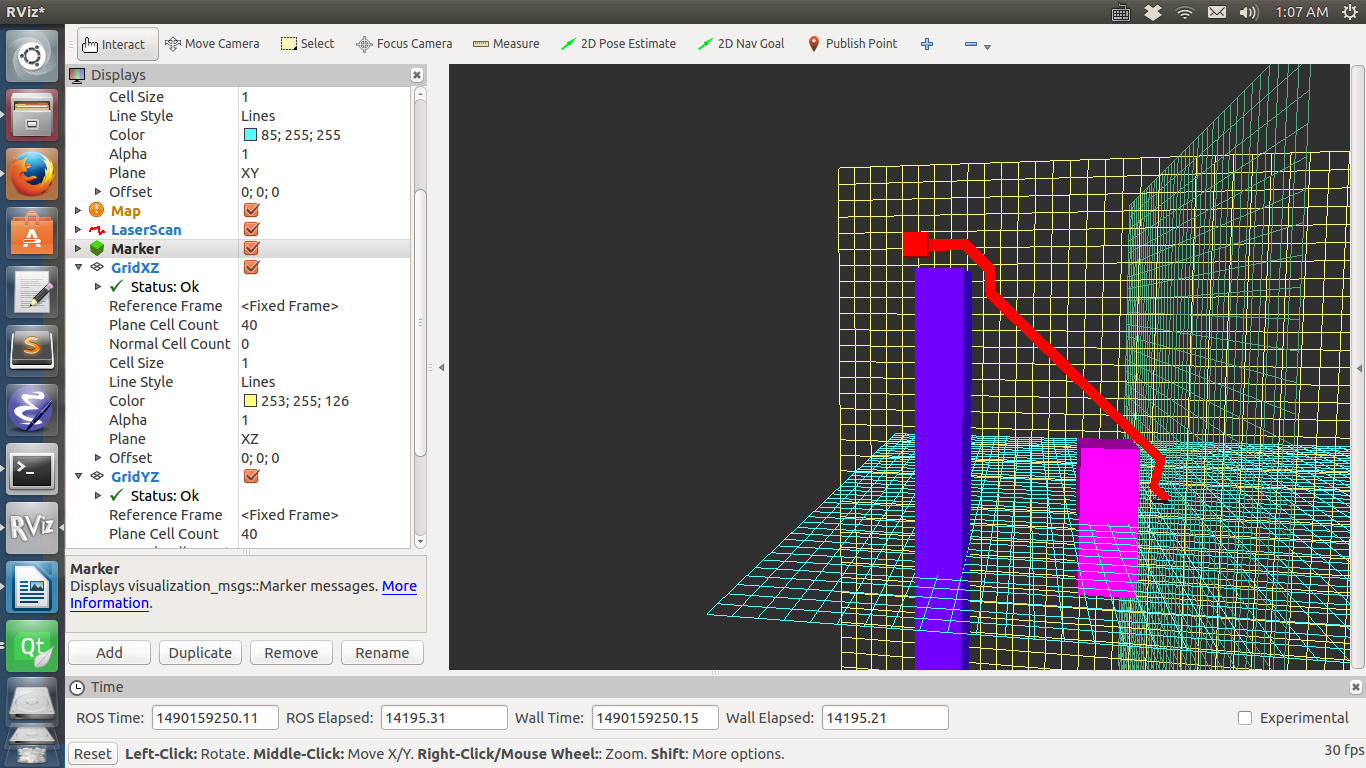 RViz*
1:07 AM
Interact
Move Camera
Select
Focus Camera
Measure
2D Pose Estimate
2D Nav Goal
Publish Point
Displays
Cell Size 1
Line Style Lines
Color 85; 255; 255
Alpha 1
Plane XY
Offset 0; 0; 0
Map
LaserScan
Marker
GridXZ
Status: Ok
Reference Frame <Fixed Frame>
Plane Cell Count 40
Normal Cell Count 0
Cell Size 1
Line Style Lines
Color 253; 255; 126
Alpha 1
Plane XZ
Offset 0; 0; 0
GridYZ
Status: Ok
Reference Frame <Fixed Frame>
Plane Cell Count 40
Marker
Displays visualization_msgs::Marker messages. More
Information.
Add
Duplicate
Remove
Rename
Time
ROS Time: 1490159250.11 ROS Elapsed: 14195.31 Wall Time: 1490159250.15 Wall Elapsed: 14195.21 Experimental
Reset Left-Click: Rotate. Middle-Click: Move X/Y. Right-Click/Mouse Wheel:: Zoom. Shift: More options. 30 fps
RViz
Qt